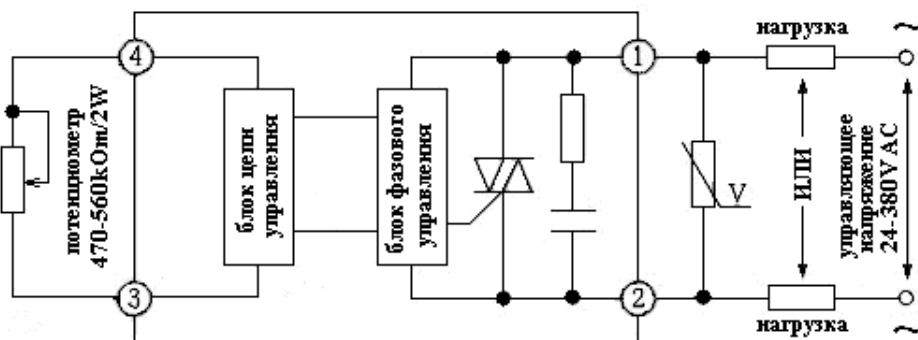 нагрузка
~
4
1
потенциометр
470-560kOm/2W
блок цепи
управления
блок фазового
управления
V
ИЛИ
управляющее
напряжение
24-380V AC
3
2
нагрузка
~